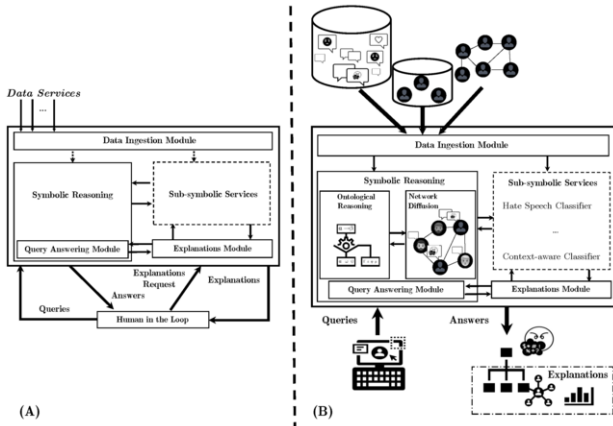 Data Services
...
Data Ingestion Module
Symbolic Reasoning
Sub-symbolic Services
Query Answering Module
Explanations Module
Explanations
Request
Explanations
Answers
Queries
Human in the Loop
(A)
Data Ingestion Module
Symbolic Reasoning
Ontological
Reasoning
Network
Diffusion
Sub-symbolic Services
Hate Speech Classifier
...
Context-aware Classifier
Query Answering Module
Explanations Module
Queries
Answers
Explanations
(B)